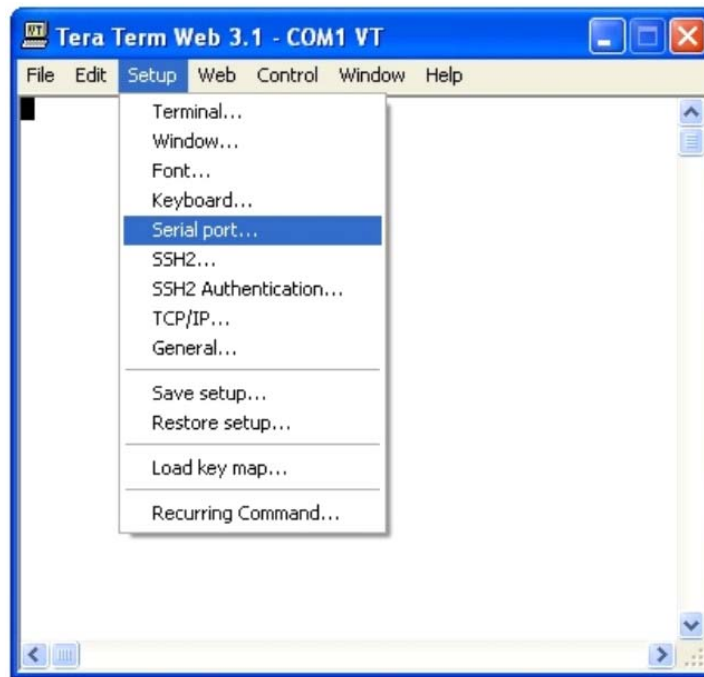 Tera Term Web 3.1 - COM1 VT
File Edit Setup Web Control Window Help
Terminal...
Window...
Font...
Keyboard...
Serial port...
SSH2...
SSH2 Authentication...
TCP/IP...
General...
Save setup...
Restore setup...
Load key map...
Recurring Command...